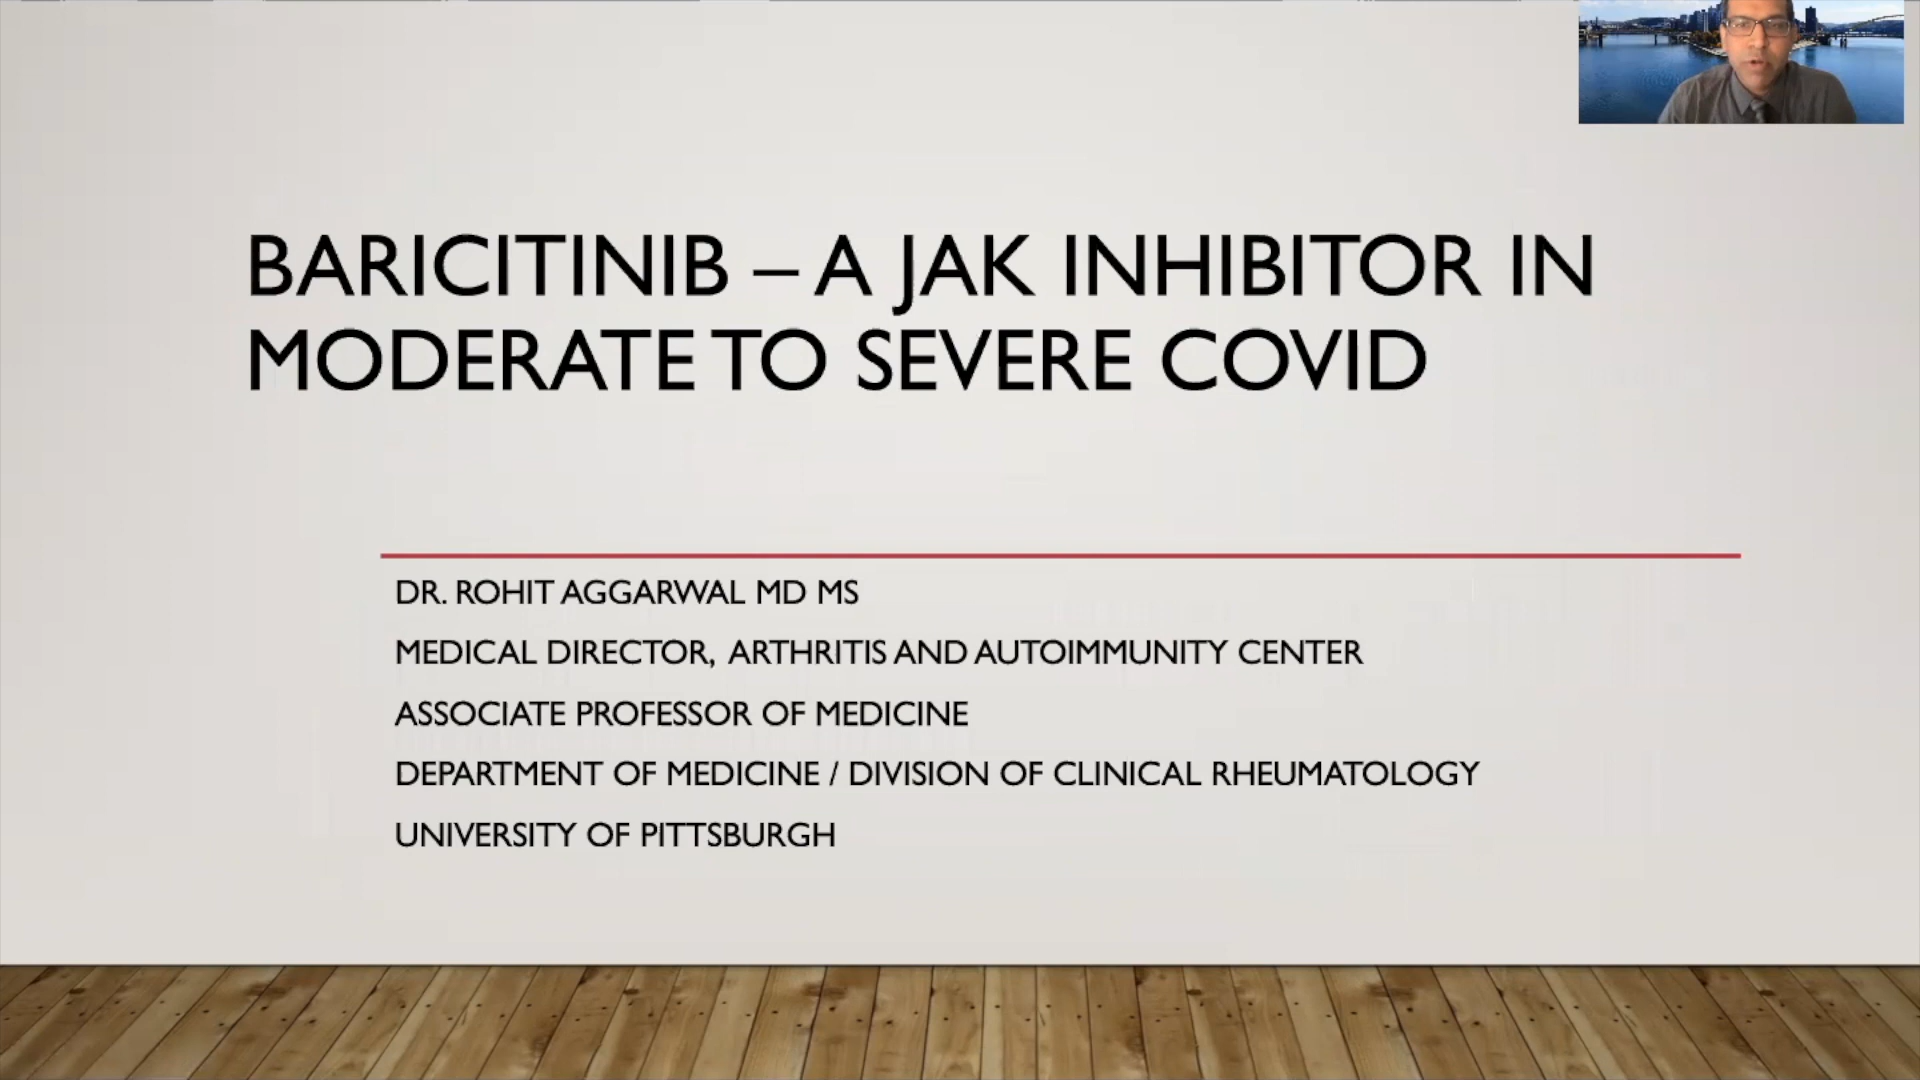 BARICITINIB – A JAK INHIBITOR IN
MODERATE TO SEVERE COVID
DR. ROHIT AGGARWAL MD MS
MEDICAL DIRECTOR, ARTHRITIS AND AUTOIMMUNITY CENTER
ASSOCIATE PROFESSOR OF MEDICINE
DEPARTMENT OF MEDICINE / DIVISION OF CLINICAL RHEUMATOLOGY
UNIVERSITY OF PITTSBURGH